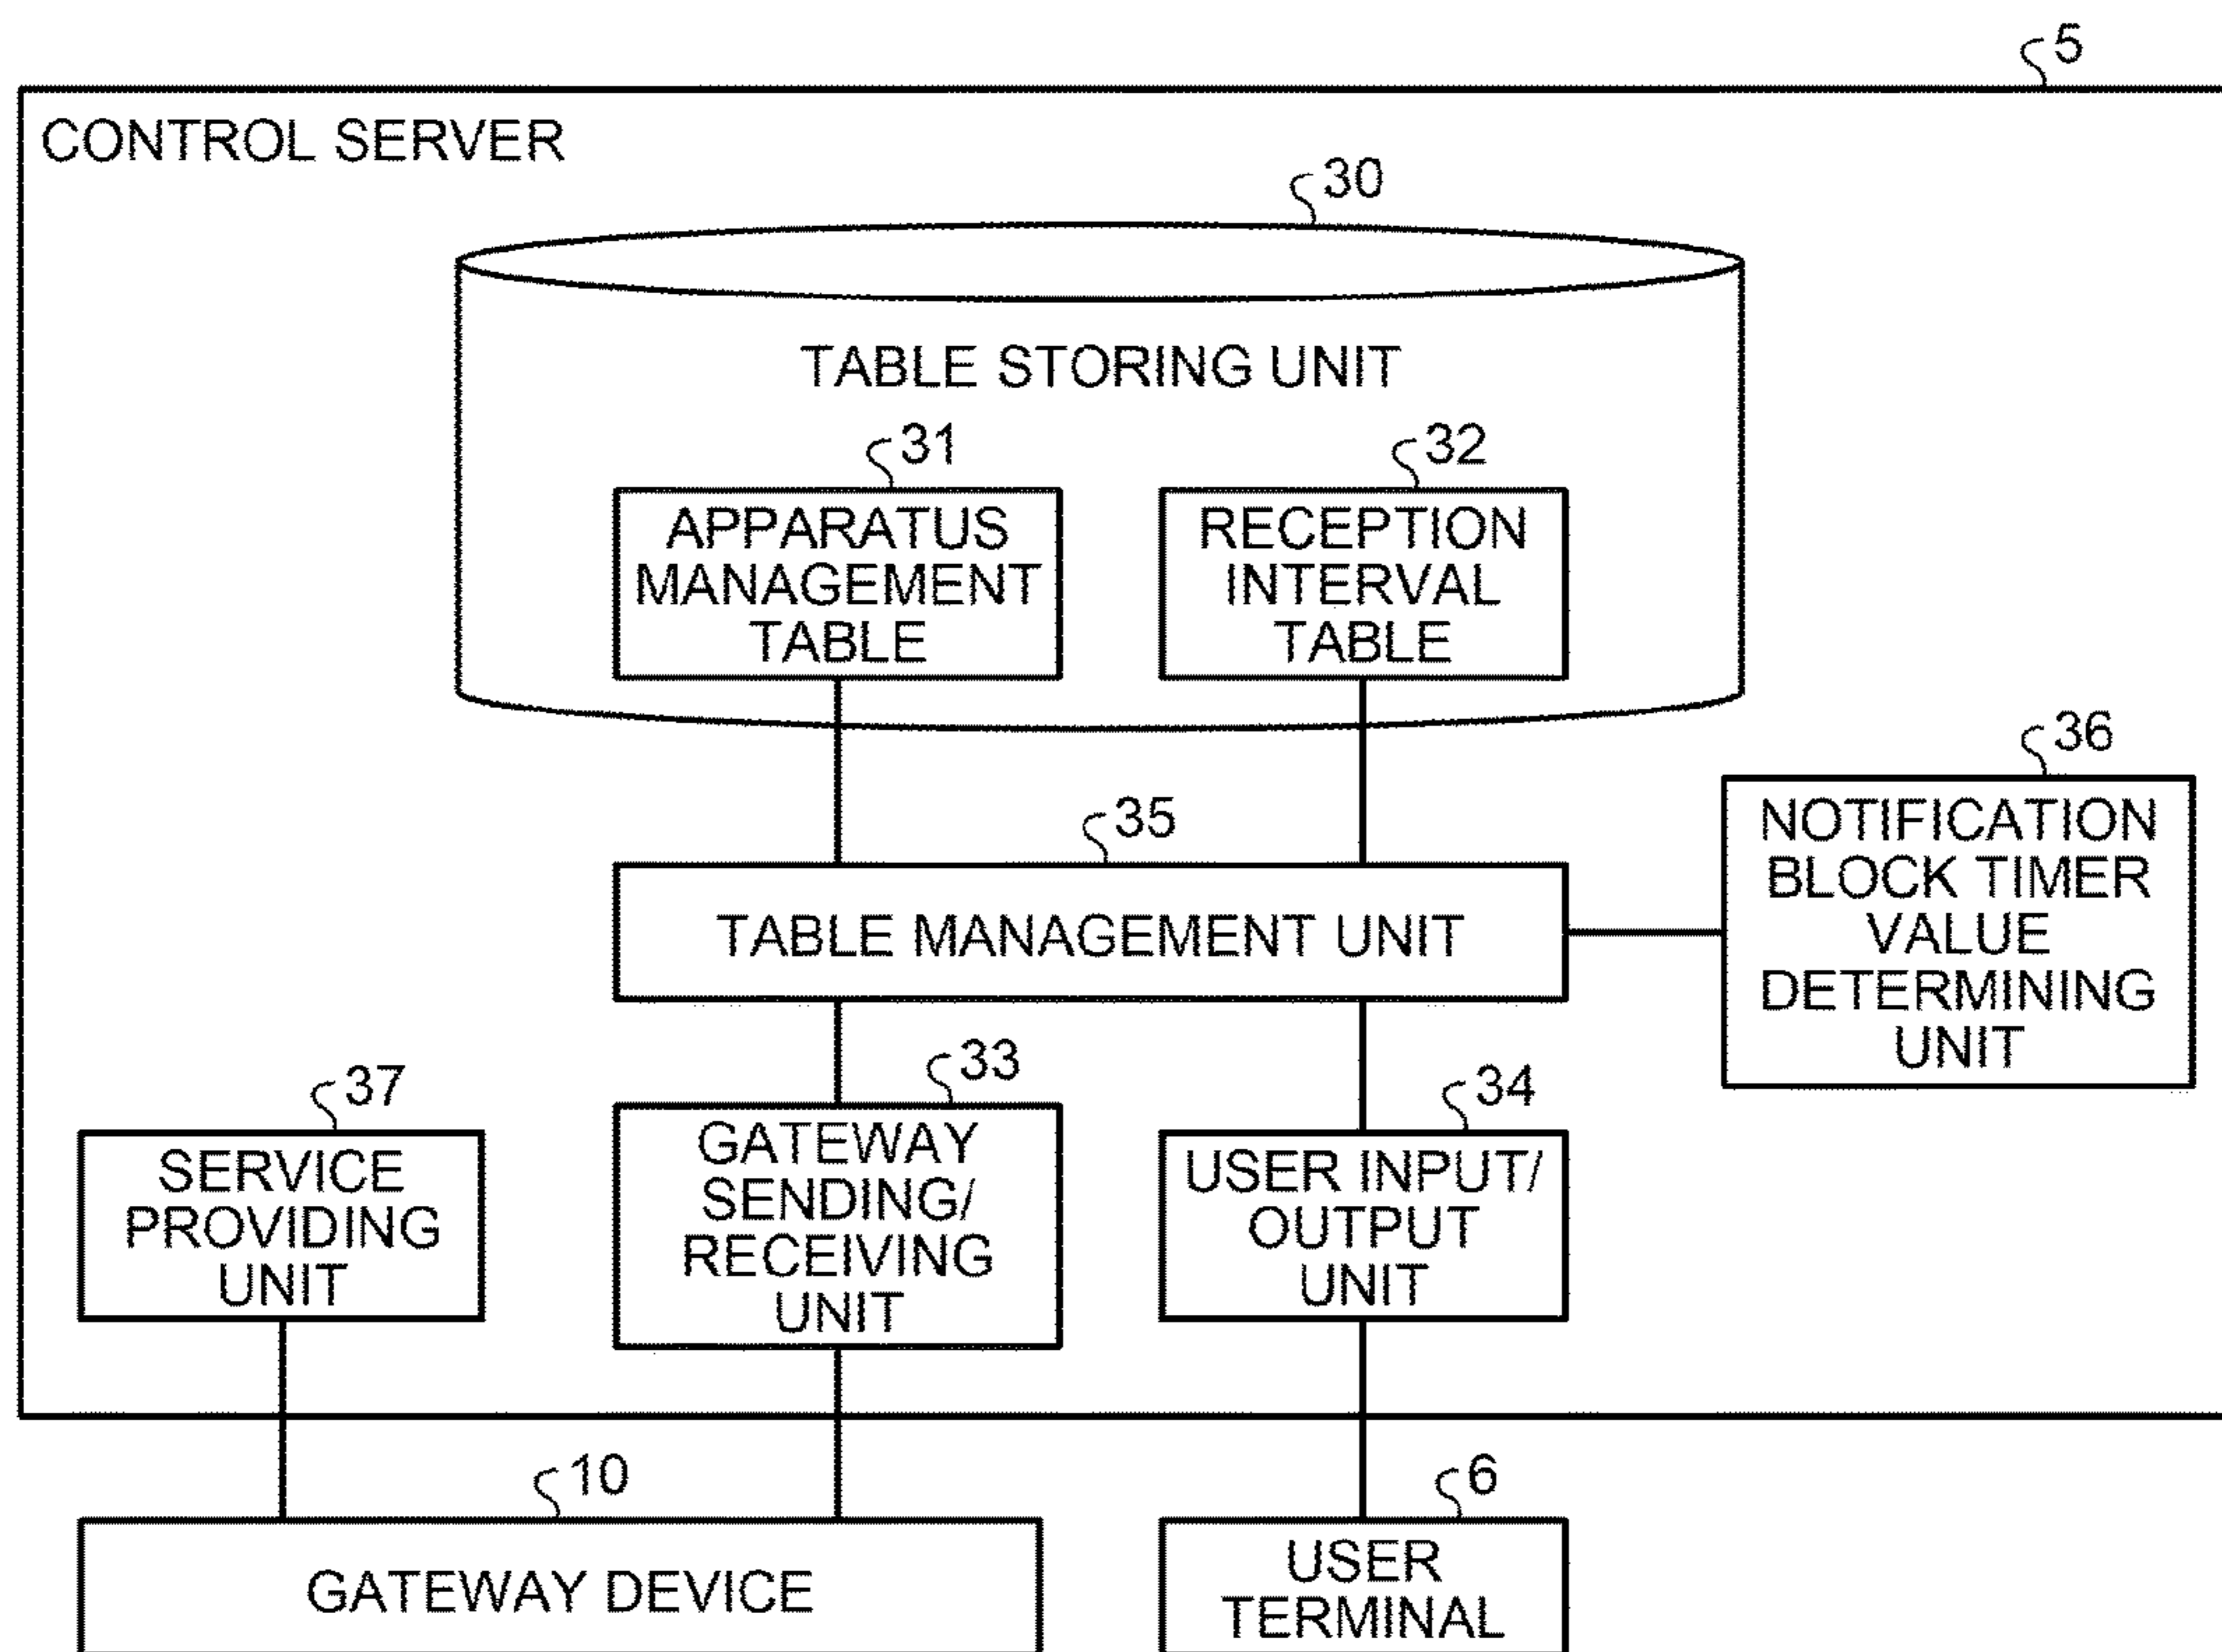 5
CONTROL SERVER
30
TABLE STORING UNIT
31
APPARATUS
MANAGEMENT
TABLE
32
RECEPTION
INTERVAL
TABLE
36
NOTIFICATION
BLOCK TIMER
VALUE
DETERMINING
UNIT
35
TABLE MANAGEMENT UNIT
37
SERVICE
PROVIDING
UNIT
33
GATEWAY
SENDING/
RECEIVING
UNIT
34
USER INPUT/
OUTPUT
UNIT
10
GATEWAY DEVICE
6
USER
TERMINAL